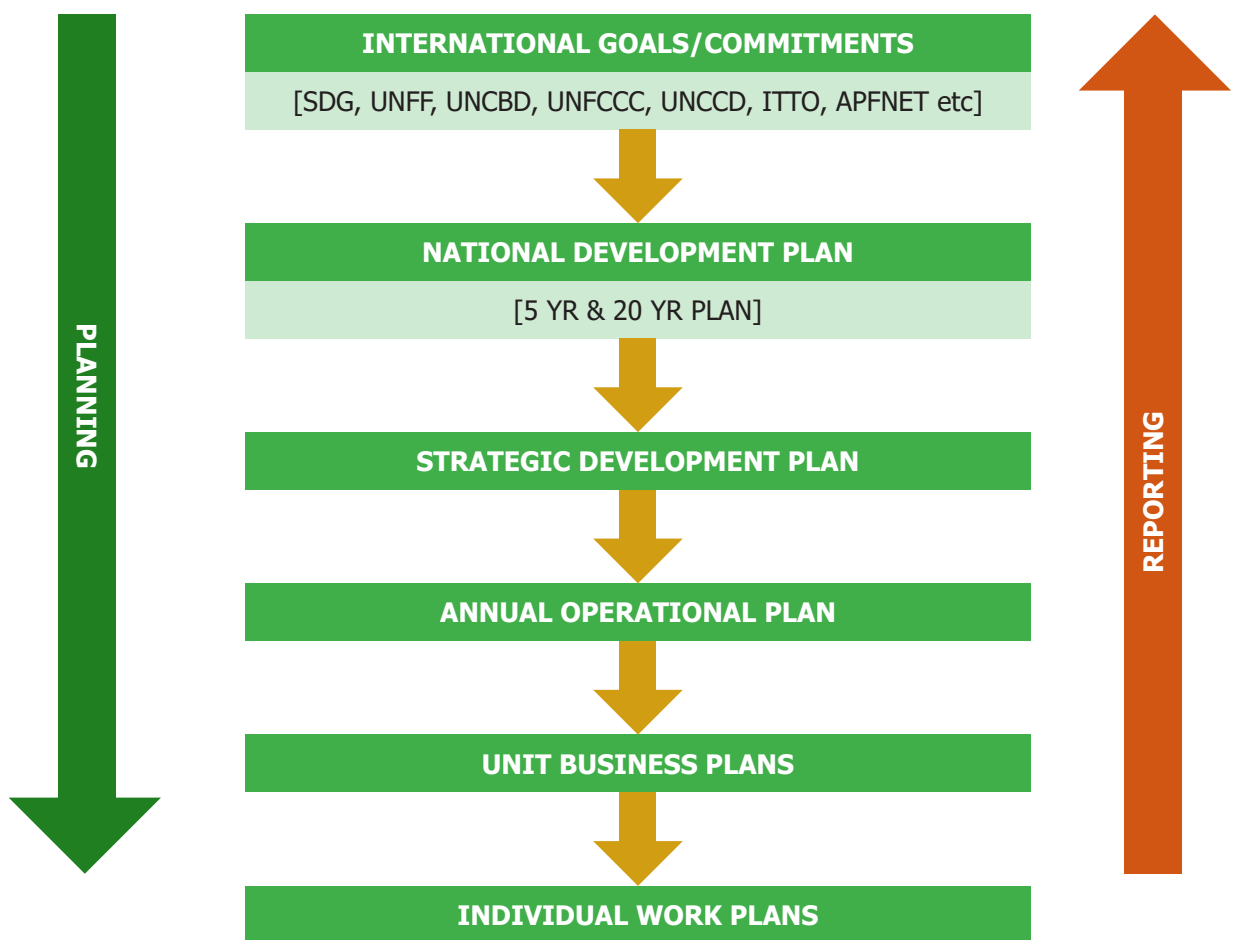 INTERNATIONAL GOALS/COMMITMENTS
[SDG, UNFF, UNCBD, UNFCCC, UNCCD, ITTO, APFNET etc]
NATIONAL DEVELOPMENT PLAN
[5 YR & 20 YR PLAN]
PLANNING
REPORTING
STRATEGIC DEVELOPMENT PLAN
ANNUAL OPERATIONAL PLAN
UNIT BUSINESS PLANS
INDIVIDUAL WORK PLANS